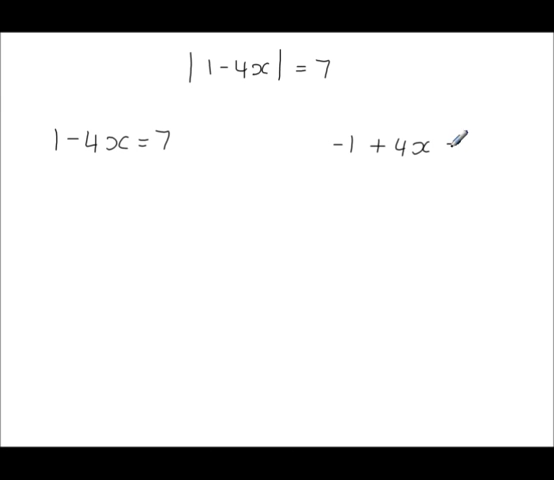 |1-4x| = 7
1-4x = 7
-1 + 4x